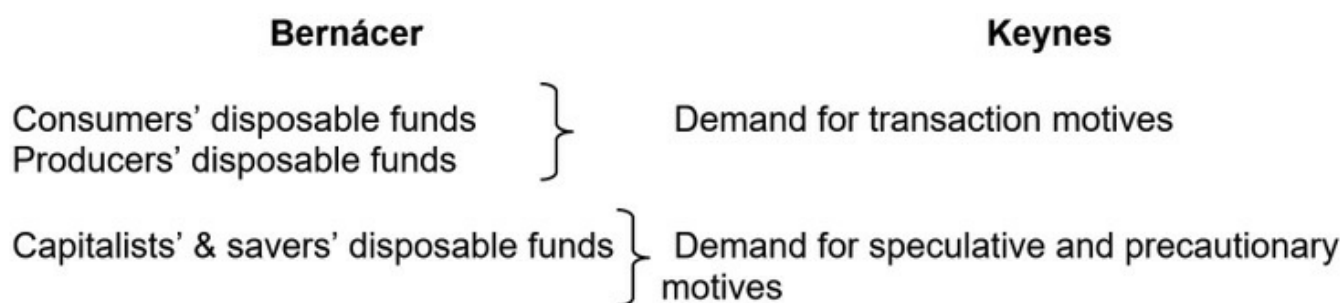 Bernácer Keynes
Consumers’ disposable funds Demand for transaction motives
Producers’ disposable funds
Capitalists’ & savers’ disposable funds Demand for speculative and precautionary
motives